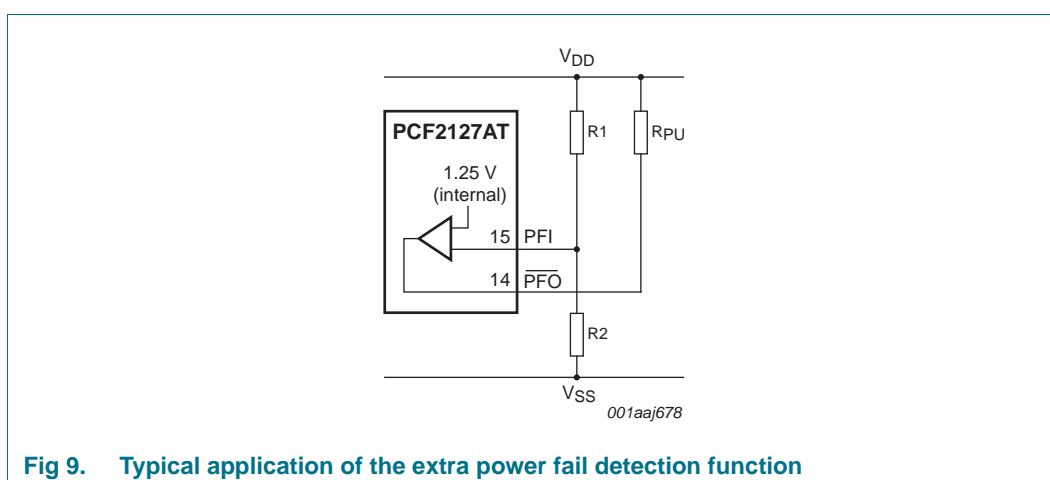 VDD
PCF2127AT
R1
RPU
1.25 V
(internal)
15 PFI
14 PFO
R2
VSS
001aaj678
Fig 9. Typical application of the extra power fail detection function